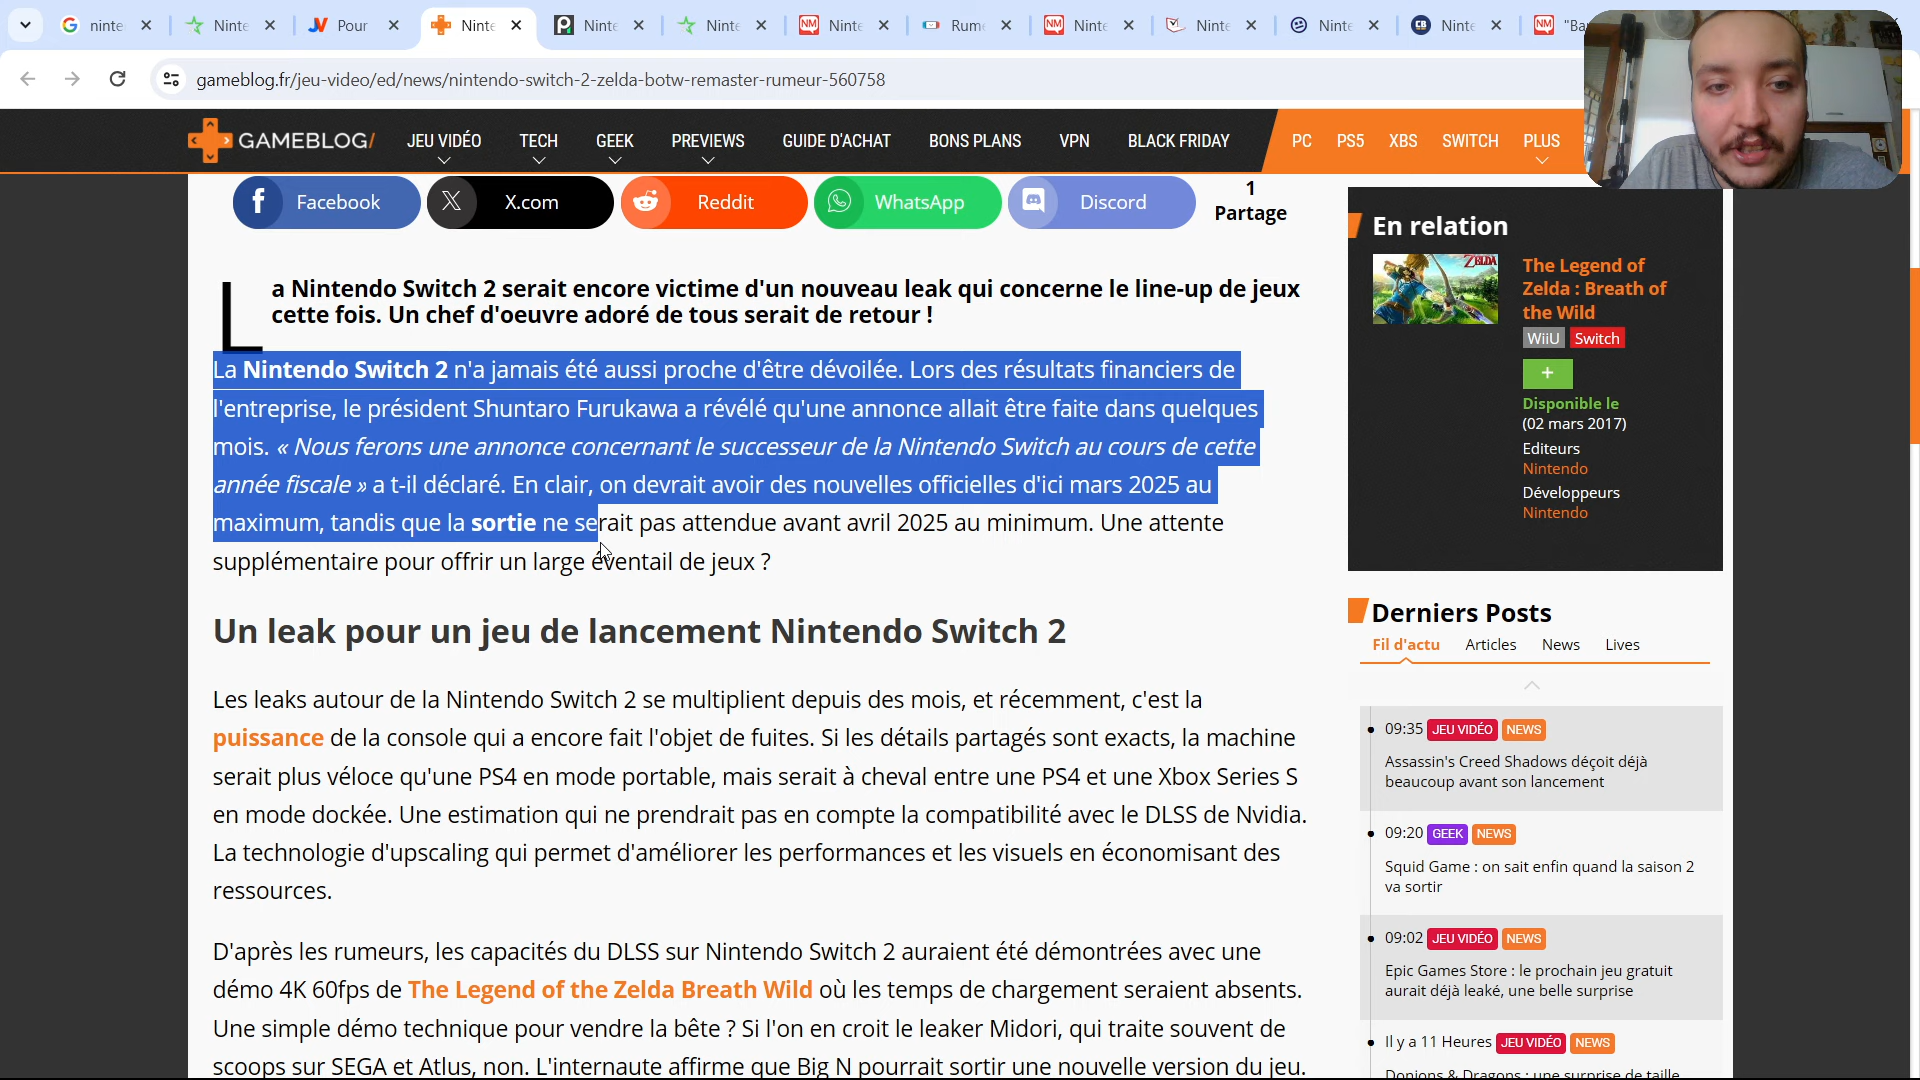 ninte
Ninte
Pour
Ninte
Ninte
Ninte
Ninte
Rume
Ninte
Ninte
Ninte
Ninte
"Ba
gameblog.fr/jeu-video/ed/news/nintendo-switch-2-zelda-botw-remaster-rumeur-560758
GAMEBLOG/
JEU VIDÉO TECH GEEK PREVIEWS GUIDE D'ACHAT BONS PLANS VPN BLACK FRIDAY PC PS5 XBS SWITCH PLUS
Facebook X.com Reddit WhatsApp Discord
1
Partage
La Nintendo Switch 2 serait encore victime d'un nouveau leak qui concerne le line-up de jeux
cette fois. Un chef d'oeuvre adoré de tous serait de retour !
La Nintendo Switch 2 n'a jamais été aussi proche d'être dévoilée. Lors des résultats financiers de
l'entreprise, le président Shuntaro Furukawa a révélé qu'une annonce allait être faite dans quelques
mois. « Nous ferons une annonce concernant le successeur de la Nintendo Switch au cours de cette
année fiscale » a t-il déclaré. En clair, on devrait avoir des nouvelles officielles d'ici mars 2025 au
maximum, tandis que la sortie ne serait pas attendue avant avril 2025 au minimum. Une attente
supplémentaire pour offrir un large éventail de jeux ?
Un leak pour un jeu de lancement Nintendo Switch 2
Les leaks autour de la Nintendo Switch 2 se multiplient depuis des mois, et récemment, c'est la
puissance de la console qui a encore fait l'objet de fuites. Si les détails partagés sont exacts, la machine
serait plus véloce qu'une PS4 en mode portable, mais serait à cheval entre une PS4 et une Xbox Series S
en mode dockée. Une estimation qui ne prendrait pas en compte la compatibilité avec le DLSS de Nvidia.
La technologie d'upscaling qui permet d'améliorer les performances et les visuels en économisant des
ressources.
D'après les rumeurs, les capacités du DLSS sur Nintendo Switch 2 auraient été démontrées avec une
démo 4K 60fps de The Legend of the Zelda Breath Wild où les temps de chargement seraient absents.
Une simple démo technique pour vendre la bête ? Si l'on en croit le leaker Midori, qui traite souvent de
scoops sur SEGA et Atlus, non. L'internaute affirme que Big N pourrait sortir une nouvelle version du jeu.
En relation
ZELDA
The Legend of
Zelda : Breath of
the Wild
WiiU Switch
+
Disponible le
(02 mars 2017)
Editeurs
Nintendo
Développeurs
Nintendo
Derniers Posts
Fil d'actu Articles News Lives
09:35 JEU VIDÉO NEWS
Assassin's Creed Shadows déçoit déjà
beaucoup avant son lancement
09:20 GEEK NEWS
Squid Game : on sait enfin quand la saison 2
va sortir
09:02 JEU VIDÉO NEWS
Epic Games Store : le prochain jeu gratuit
aurait déjà leaké, une belle surprise
Il y a 11 Heures JEU VIDÉO NEWS
Donjons & Dragons : une surprise de taille